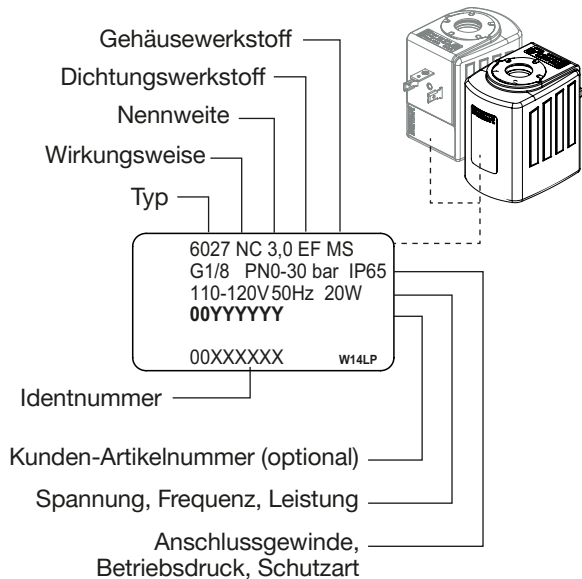 Gehäusewerkstoff
Dichtungswerkstoff
Nennweite
Wirkungsweise
Typ
6027 NC 3,0 EF MS
G1/8 PN0-30 bar IP65
110-120V 50Hz 20W
00YYYYYY
00XXXXXX W14LP
Identnummer
Kunden-Artikelnummer (optional)
Spannung, Frequenz, Leistung
Anschlussgewinde,
Betriebsdruck, Schutzart